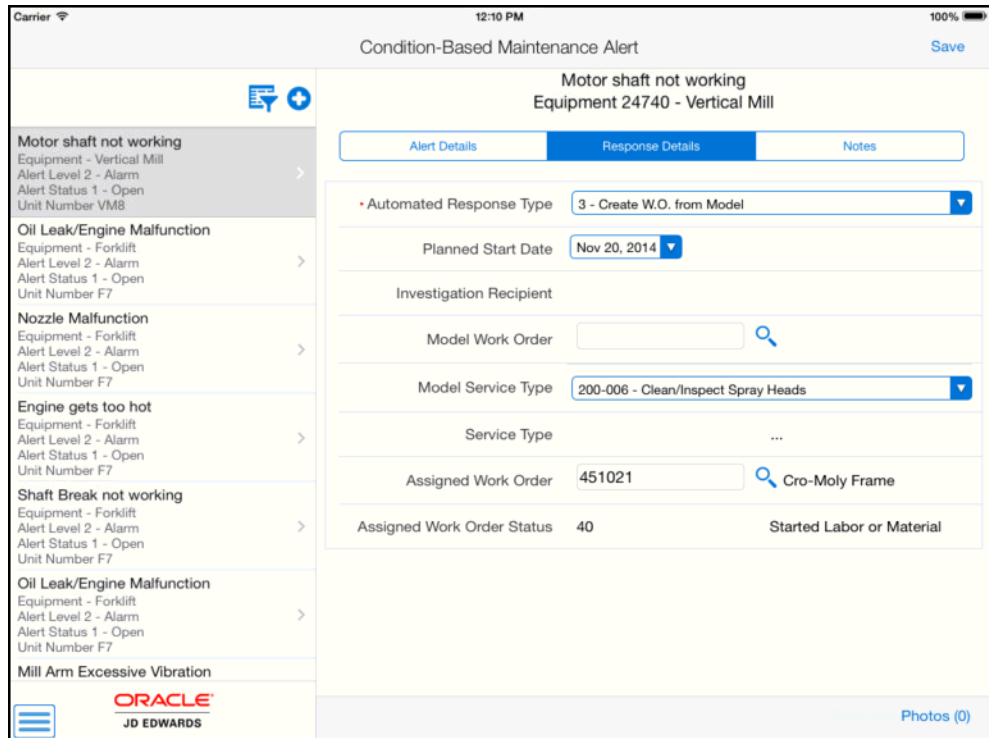 Carrier 12:10 PM 100%
Condition-Based Maintenance Alert Save
Motor shaft not working
Equipment - Vertical Mill
Alert Level 2 - Alarm
Alert Status 1 - Open
Unit Number VM8
Oil Leak/Engine Malfunction
Equipment - Forklift
Alert Level 2 - Alarm
Alert Status 1 - Open
Unit Number F7
Nozzle Malfunction
Equipment - Forklift
Alert Level 2 - Alarm
Alert Status 1 - Open
Unit Number F7
Engine gets too hot
Equipment - Forklift
Alert Level 2 - Alarm
Alert Status 1 - Open
Unit Number F7
Shaft Break not working
Equipment - Forklift
Alert Level 2 - Alarm
Alert Status 1 - Open
Unit Number F7
Oil Leak/Engine Malfunction
Equipment - Forklift
Alert Level 2 - Alarm
Alert Status 1 - Open
Unit Number F7
Mill Arm Excessive Vibration
ORACLE
JD EDWARDS
Motor shaft not working
Equipment 24740 - Vertical Mill
Alert Details Response Details Notes
• Automated Response Type 3 - Create W.O. from Model
Planned Start Date Nov 20, 2014
Investigation Recipient
Model Work Order
Model Service Type 200-006 - Clean/Inspect Spray Heads
Service Type ...
Assigned Work Order 451021 Cro-Moly Frame
Assigned Work Order Status 40 Started Labor or Material
Photos (0)